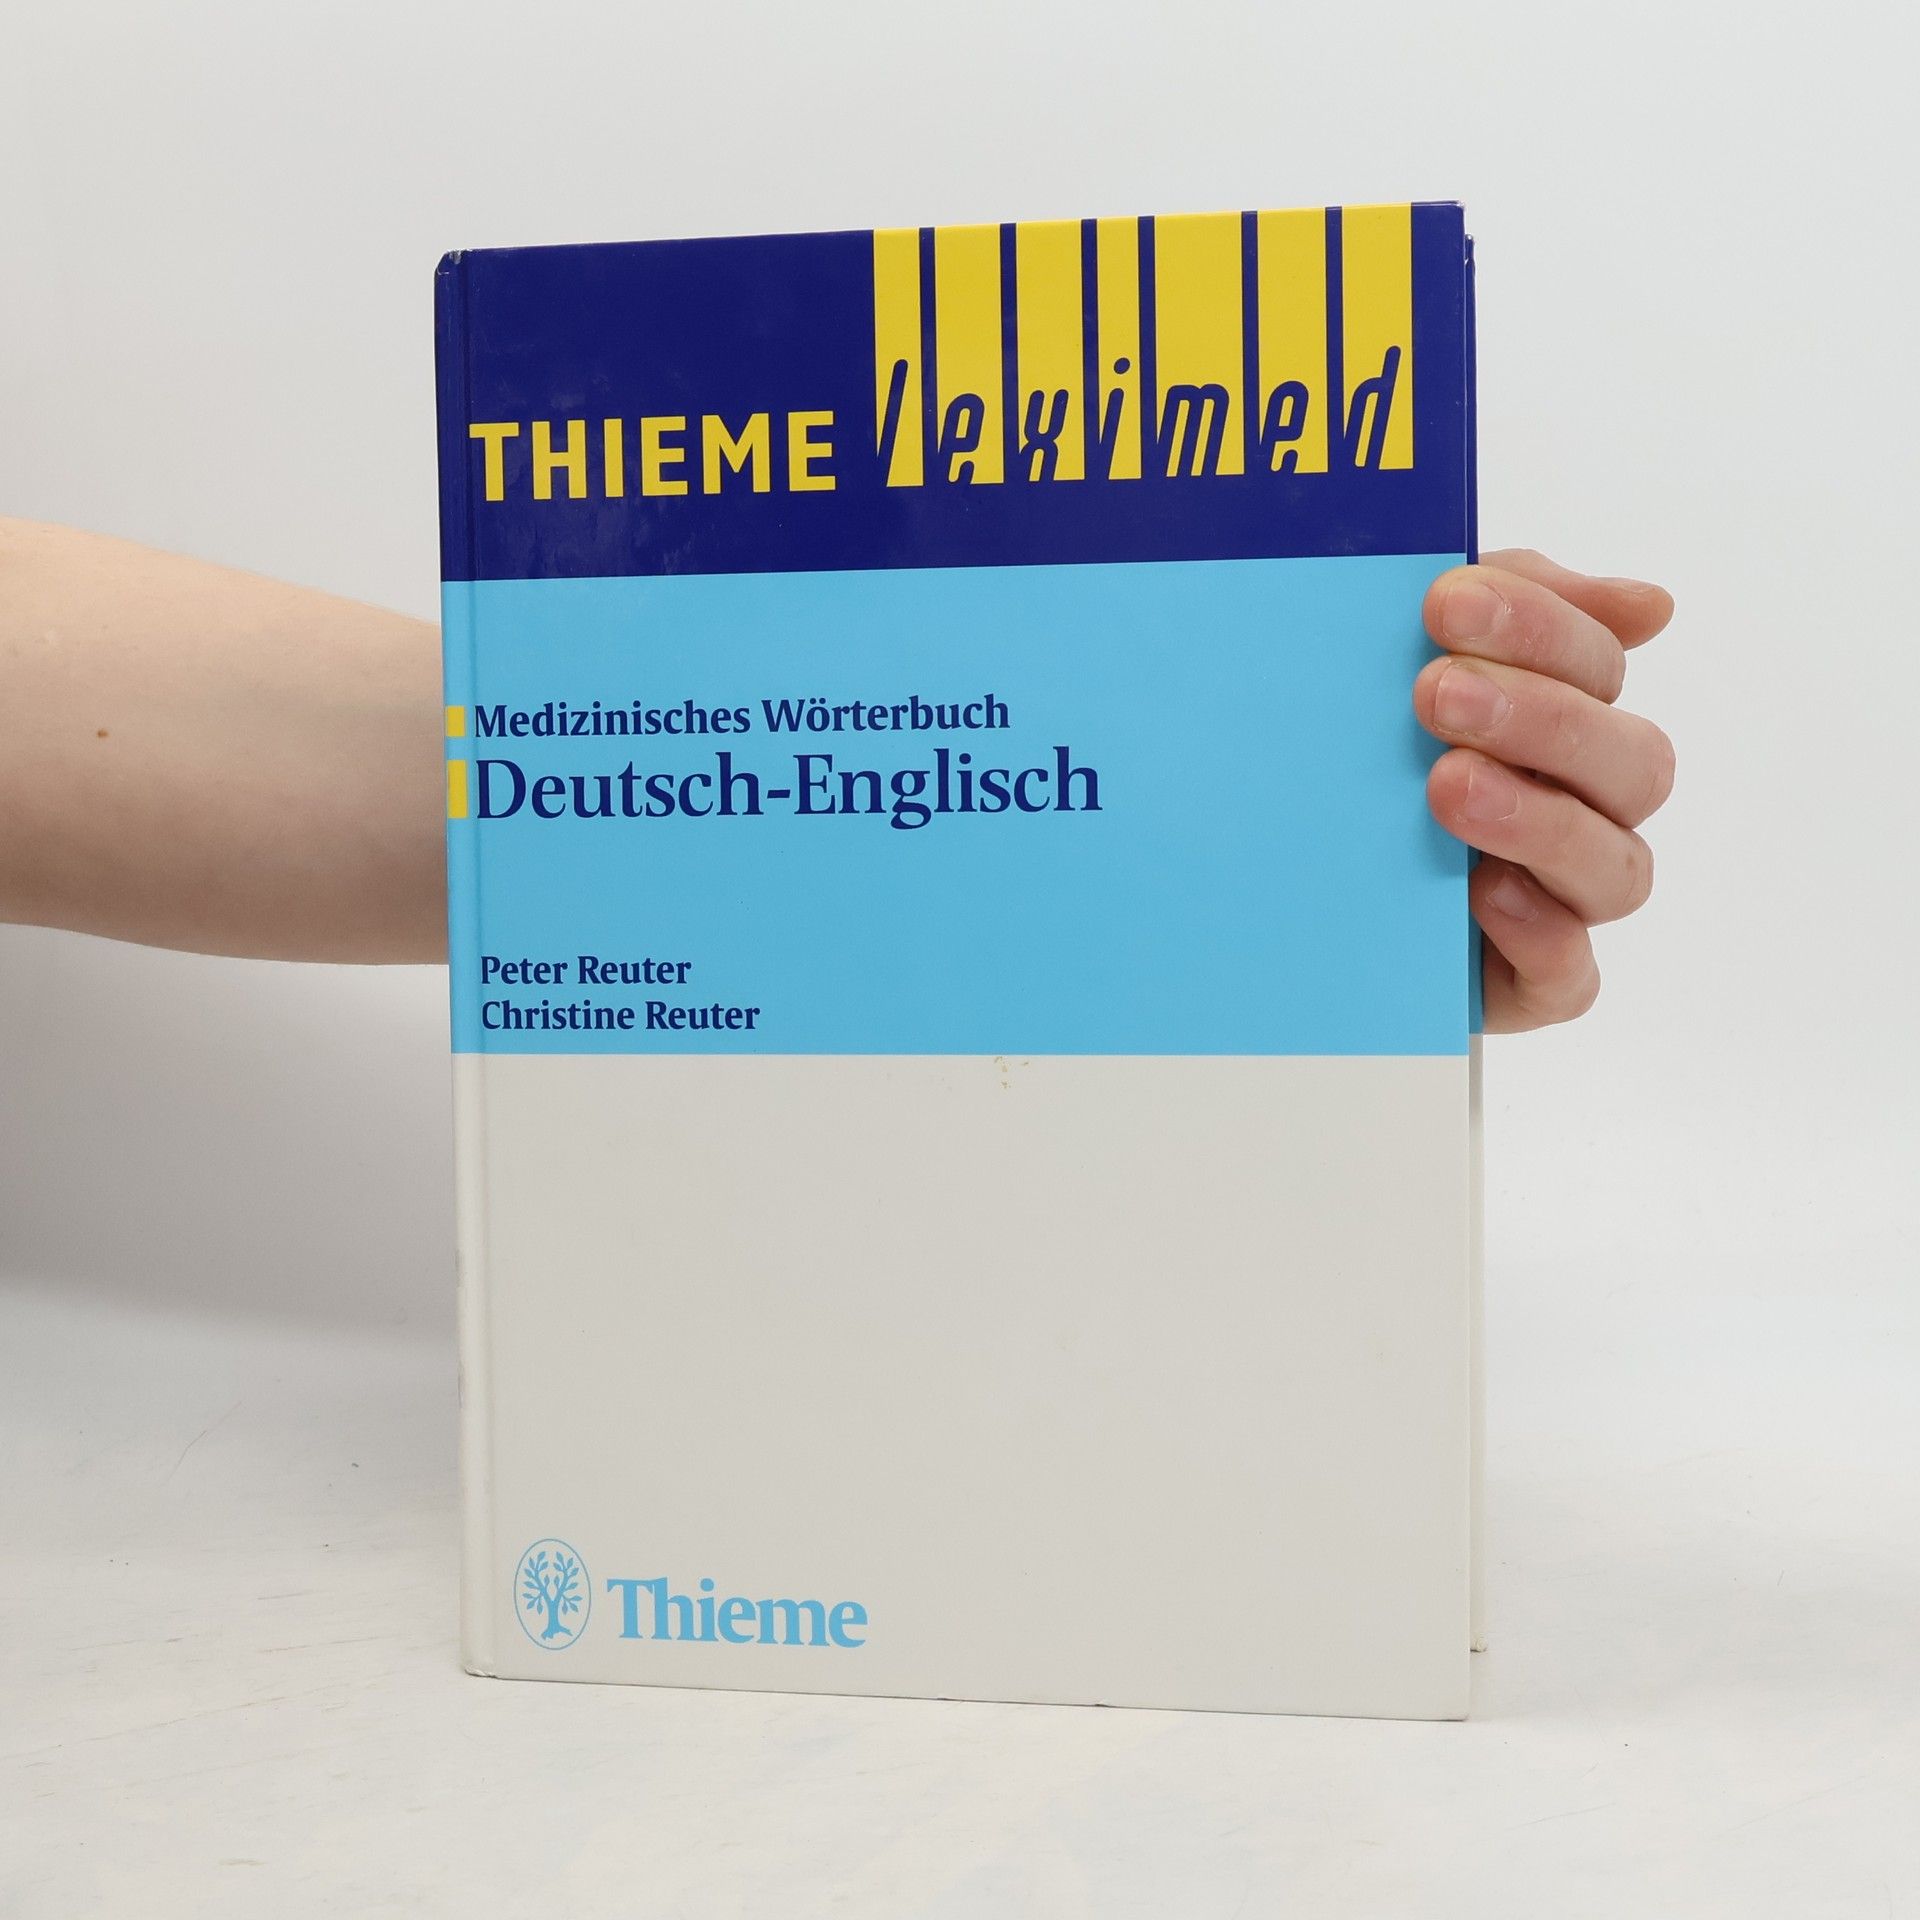 THIEME leximed
Medizinisches Wörterbuch
Deutsch-Englisch
Peter Reuter
Christine Reuter
Thieme